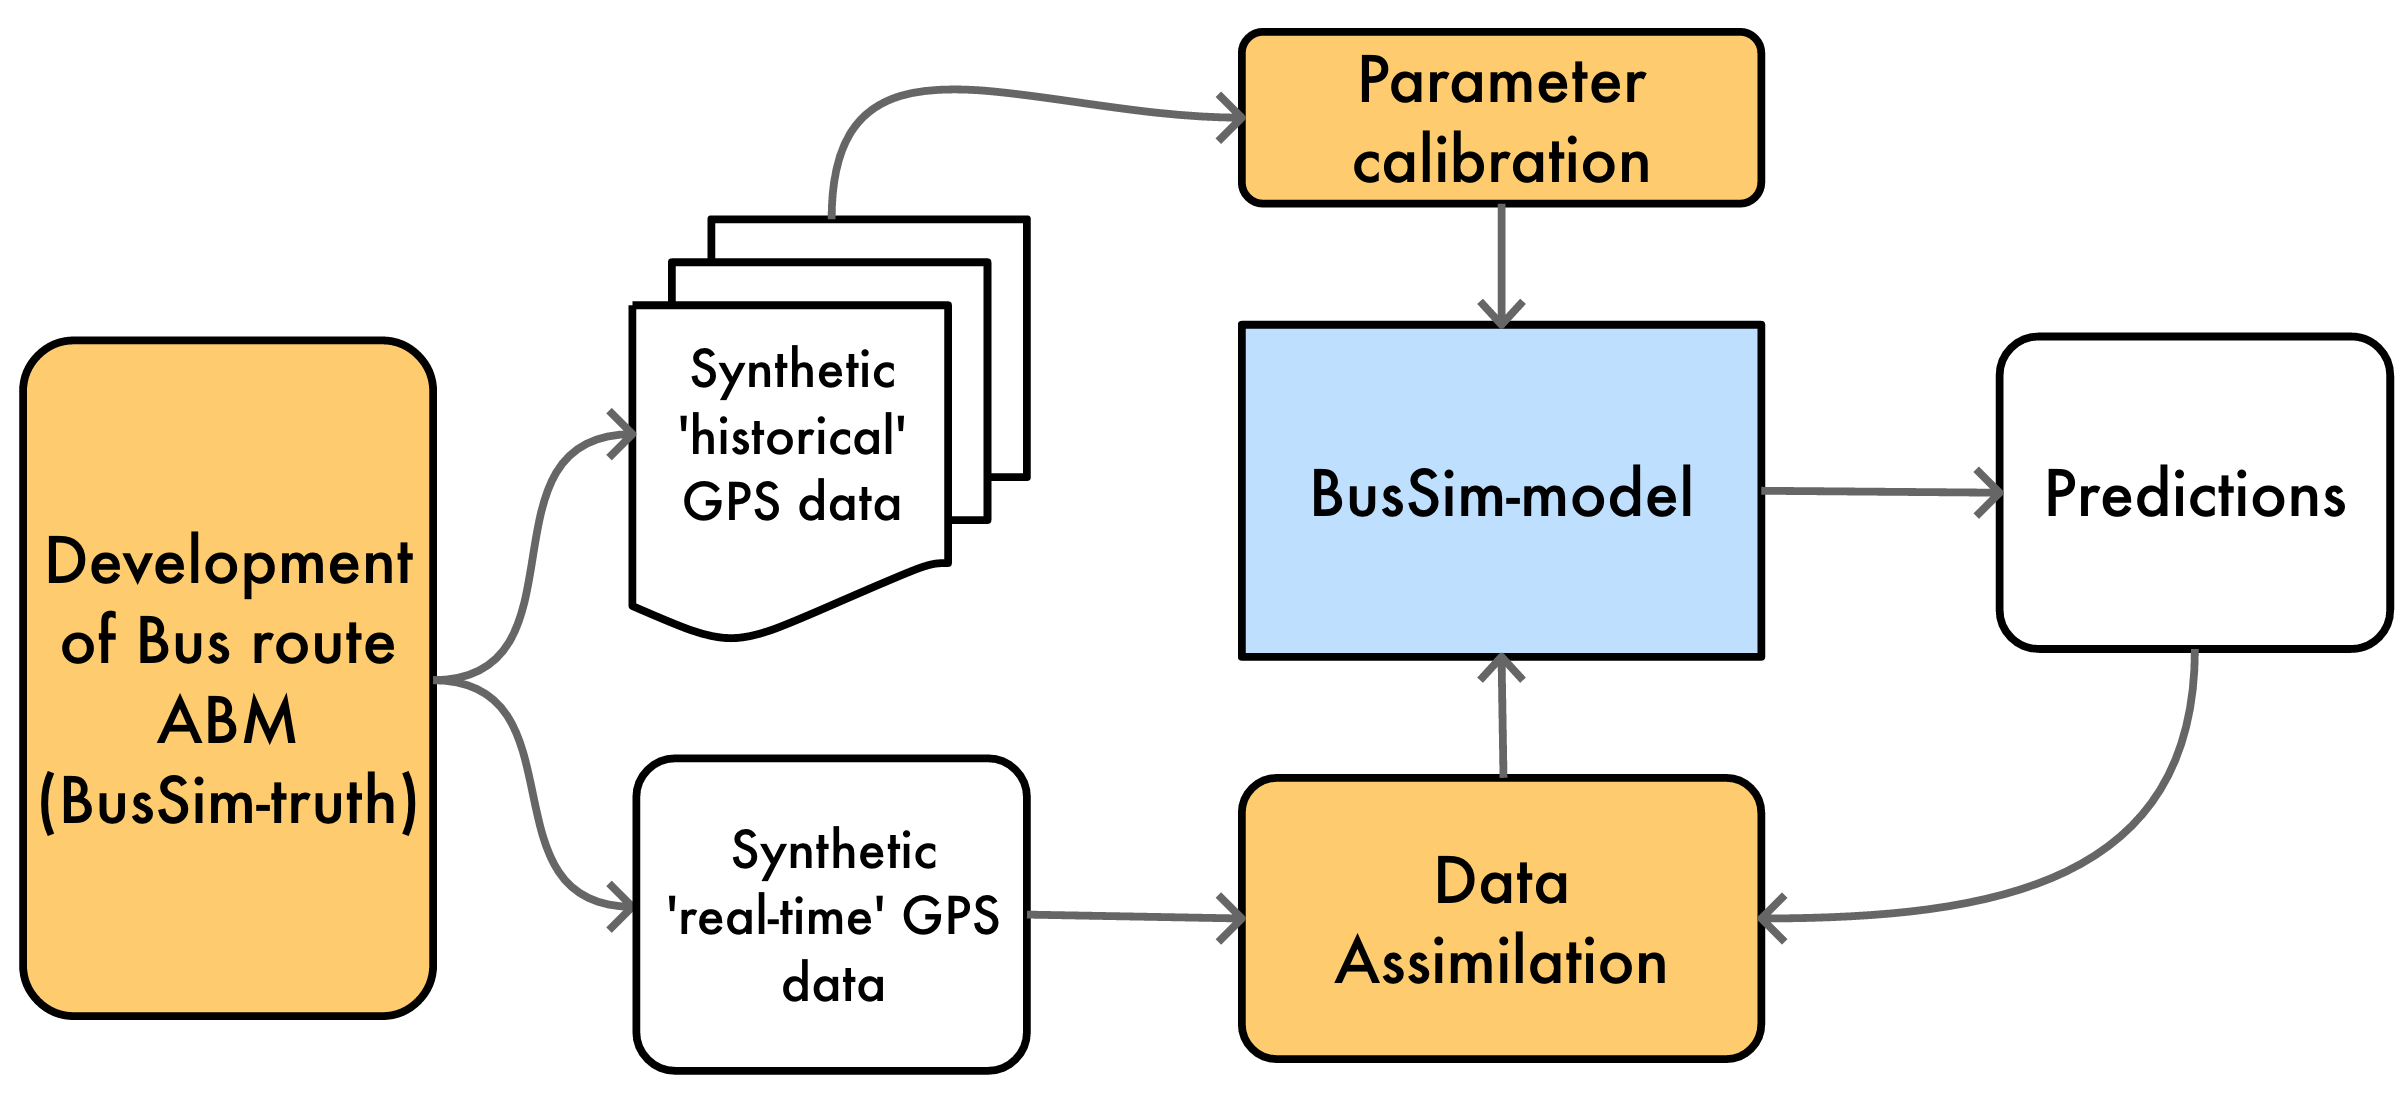 Development
of Bus route
ABM
(BusSim-truth)
Synthetic
'historical'
GPS data
Synthetic
'real-time' GPS
data
Parameter
calibration
BusSim-model
Data
Assimilation
Predictions